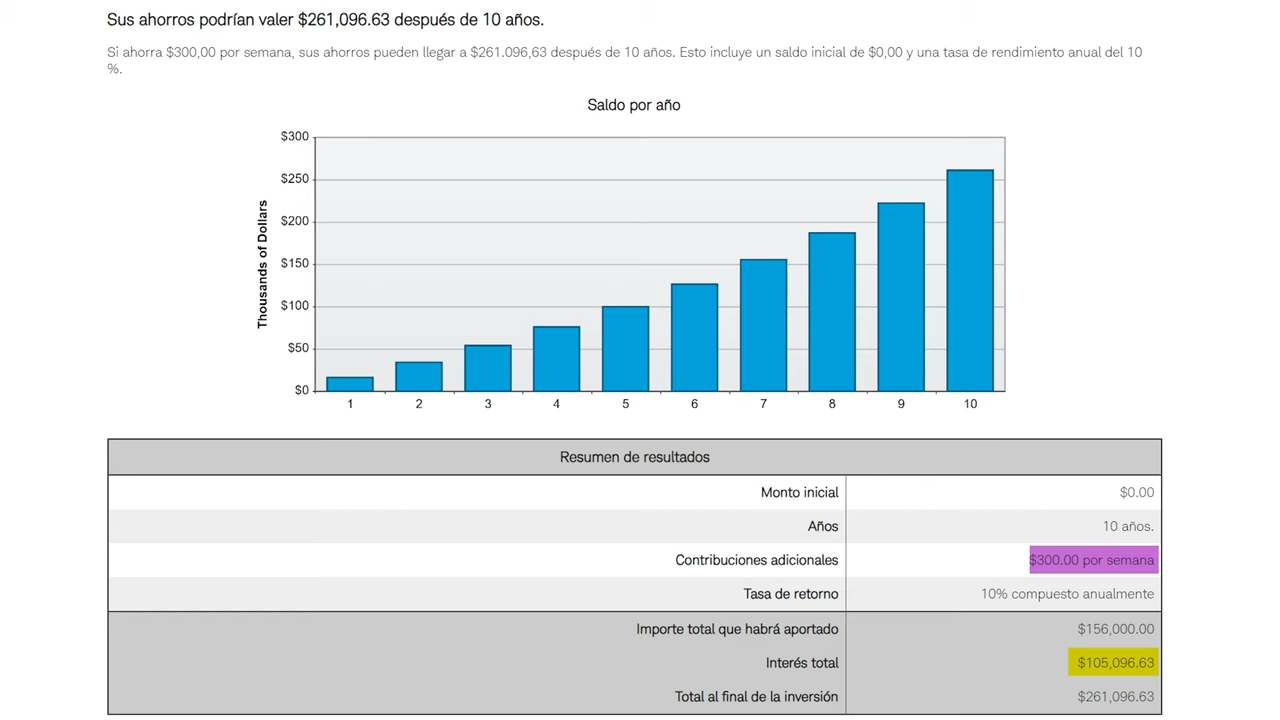 Sus ahorros podrían valer $261,096.63 después de 10 años.
Si ahorra $300,00 por semana, sus ahorros pueden llegar a $261.096,63 después de 10 años. Esto incluye un saldo inicial de $0,00 y una tasa de rendimiento anual del 10
%.
Saldo por año
Thousands of Dollars
$300
$250
$200
$150
$100
$50
$0
1 2 3 4 5 6 7 8 9 10
Resumen de resultados
Monto inicial $0.00
Años 10 años.
Contribuciones adicionales $300.00 por semana
Tasa de retorno 10% compuesto anualmente
Importe total que habrá aportado $156,000.00
Interés total $105,096.63
Total al final de la inversión $261,096.63